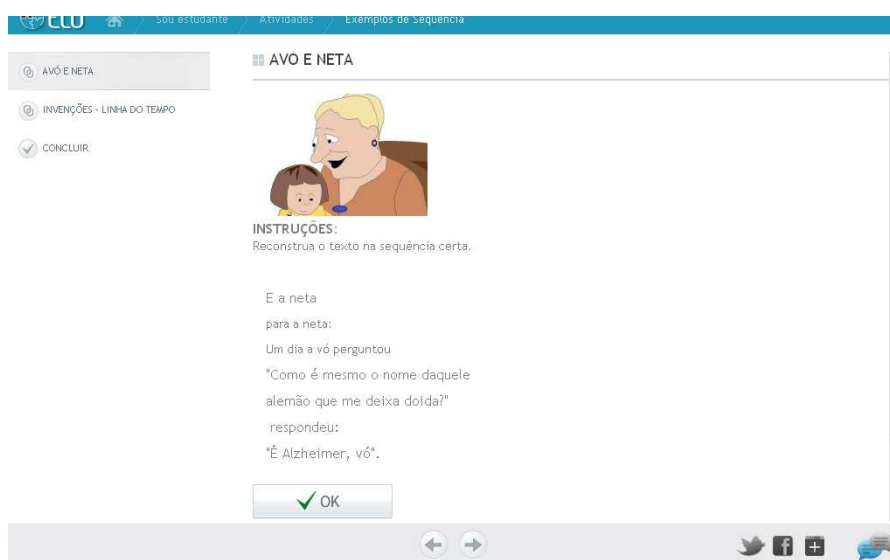 ELO Sou estudante Atividades Exemplos de Sequência
AVÓ E NETA
INVENÇÕES - LINHA DO TEMPO
CONCLUIR
AVÓ E NETA
INSTRUÇÕES:
Reconstrua o texto na sequência certa.
E a neta
para a neta:
Um dia a vó perguntou
"Como é mesmo o nome daquele
alemão que me deixa doida?"
respondeu:
"É Alzheimer, vó".
OK